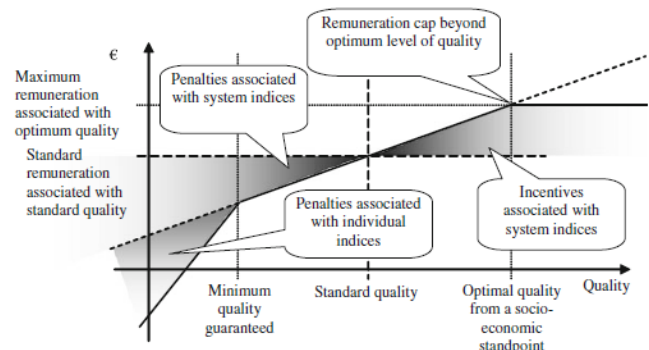 €
Remuneration cap beyond
optimum level of quality
Maximum
remuneration
associated with
optimum quality
Penalties associated
with system indices
Standard
remuneration
associated with
standard quality
Penalties associated
with individual
indices
Incentives
associated with
system indices
Minimum
quality
guaranteed
Standard quality
Optimal quality
from a socio-
economic
standpoint
Quality